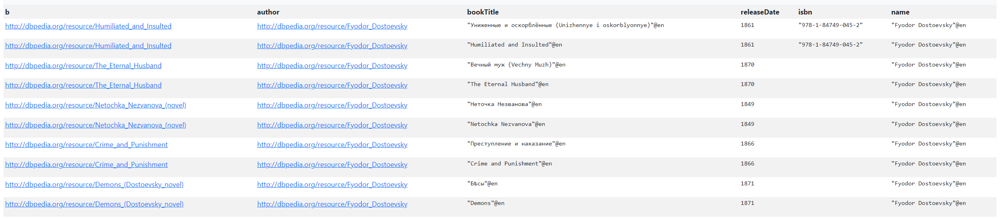 b author bookTitle releaseDate isbn name
http://dbpedia.org/resource/Humiliated_and_Insulted http://dbpedia.org/resource/Fyodor_Dostoevsky "Униженные и оскорблённые (Unizhennye i oskorblyonnye)"@en 1861 "978-1-84749-045-2" "Fyodor Dostoevsky"@en
http://dbpedia.org/resource/Humiliated_and_Insulted http://dbpedia.org/resource/Fyodor_Dostoevsky "Humiliated and Insulted"@en 1861 "978-1-84749-045-2" "Fyodor Dostoevsky"@en
http://dbpedia.org/resource/The_Eternal_Husband http://dbpedia.org/resource/Fyodor_Dostoevsky "Вечный муж (Vechny Muzh)"@en 1870 "Fyodor Dostoevsky"@en
http://dbpedia.org/resource/The_Eternal_Husband http://dbpedia.org/resource/Fyodor_Dostoevsky "The Eternal Husband"@en 1870 "Fyodor Dostoevsky"@en
http://dbpedia.org/resource/Netochka_Nezvanova_(novel) http://dbpedia.org/resource/Fyodor_Dostoevsky "Неточка Незванова"@en 1849 "Fyodor Dostoevsky"@en
http://dbpedia.org/resource/Netochka_Nezvanova_(novel) http://dbpedia.org/resource/Fyodor_Dostoevsky "Netochka Nezvanova"@en 1849 "Fyodor Dostoevsky"@en
http://dbpedia.org/resource/Crime_and_Punishment http://dbpedia.org/resource/Fyodor_Dostoevsky "Преступление и наказание"@en 1866 "Fyodor Dostoevsky"@en
http://dbpedia.org/resource/Crime_and_Punishment http://dbpedia.org/resource/Fyodor_Dostoevsky "Crime and Punishment"@en 1866 "Fyodor Dostoevsky"@en
http://dbpedia.org/resource/Demons_(Dostoevsky_novel) http://dbpedia.org/resource/Fyodor_Dostoevsky "Бѣсы"@en 1871 "Fyodor Dostoevsky"@en
http://dbpedia.org/resource/Demons_(Dostoevsky_novel) http://dbpedia.org/resource/Fyodor_Dostoevsky "Demons"@en 1871 "Fyodor Dostoevsky"@en